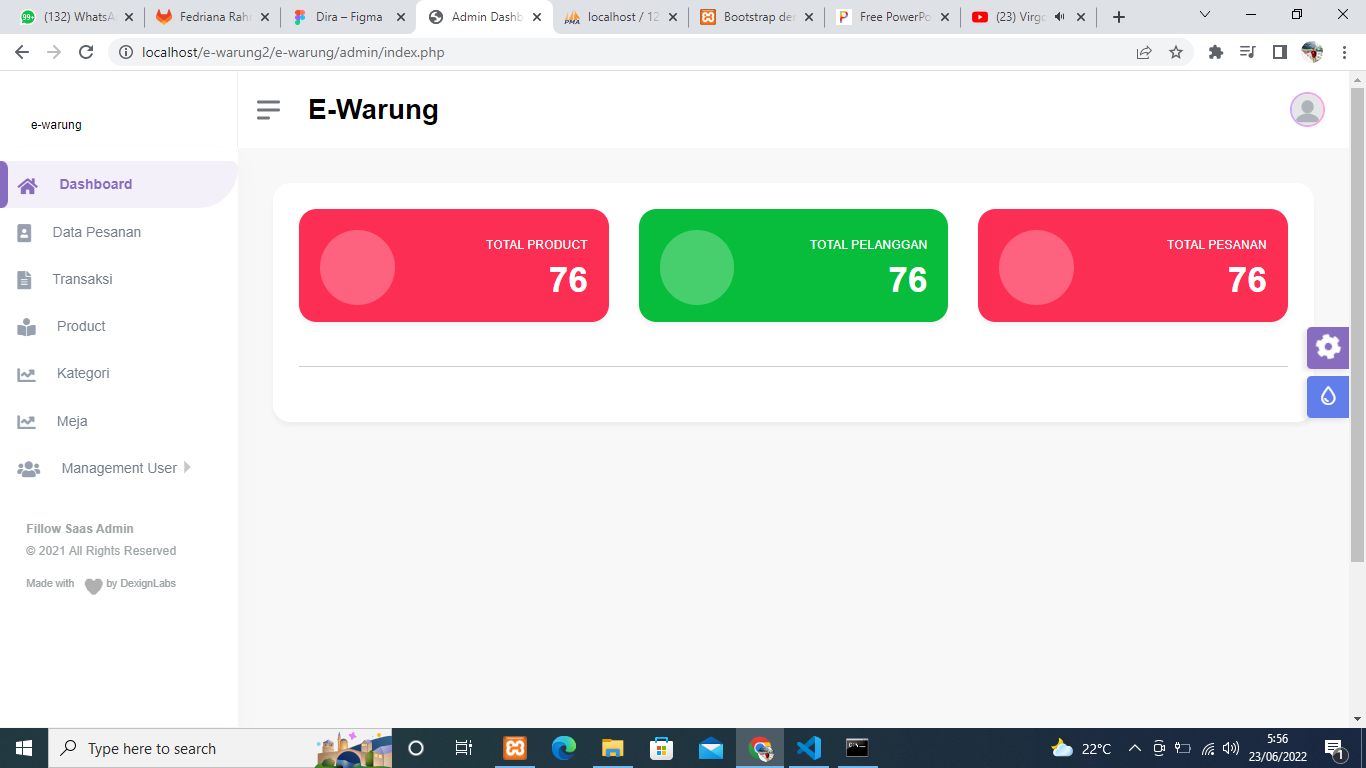 (132) WhatsA
Fedriana Rah
Dira – Figma
Admin Dashb
localhost / 12
Bootstrap de
Free PowerPo
(23) Virgo
localhost/e-warung2/e-warung/admin/index.php
e-warung
E-Warung
Dashboard
Data Pesanan
Transaksi
Product
Kategori
Meja
Management User
Fillow Saas Admin
© 2021 All Rights Reserved
Made with
by DexignLabs
TOTAL PRODUCT
76
TOTAL PELANGGAN
76
TOTAL PESANAN
76
Type here to search
22°C
5:56
23/06/2022
1